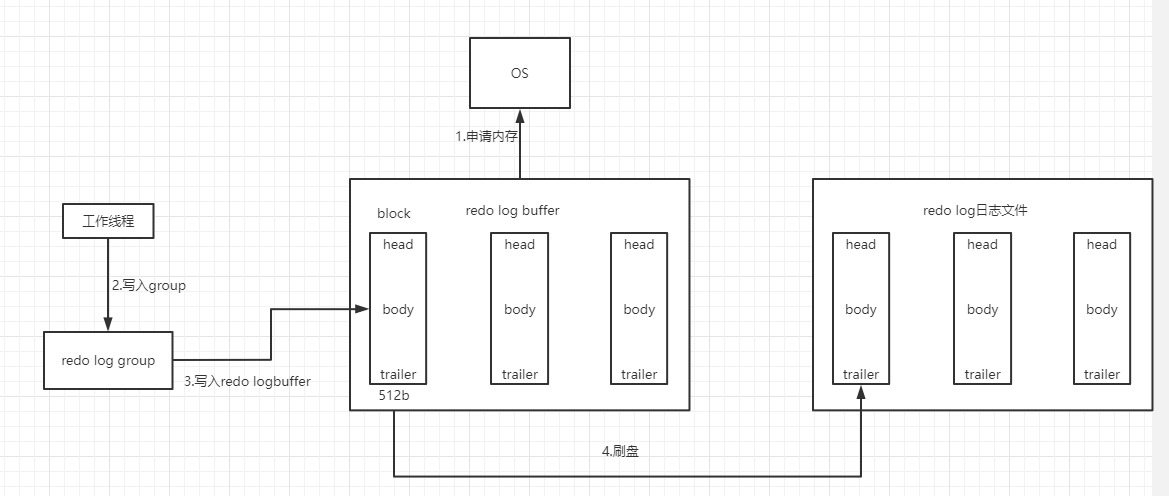 OS
1.申请内存
工作线程
2.写入group
redo log group
3.写入redo logbuffer
redo log buffer
block
head
body
trailer
512b
head
body
trailer
head
body
trailer
4.刷盘
redo log日志文件
head
body
trailer
head
body
trailer
head
body
trailer